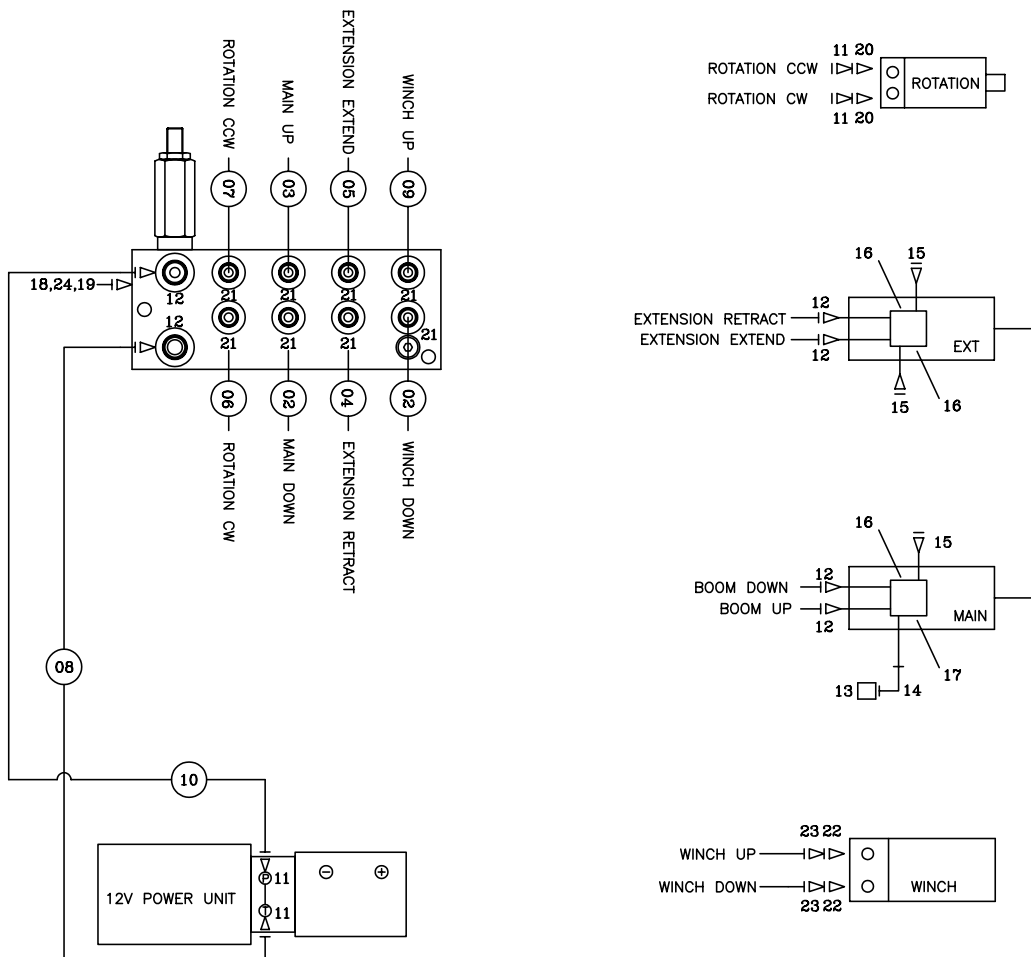 ROTATION CCW
MAIN UP
EXTENSION EXTEND
WINCH UP
07
03
05
09
18,24,19
12
21
21
21
21
12
21
21
21
21
06
02
04
02
ROTATION CW
MAIN DOWN
EXTENSION RETRACT
WINCH DOWN
08
10
12V POWER UNIT
P
11
T
11
11 20
ROTATION CCW
ROTATION
ROTATION CW
11 20
16
15
12
EXTENSION RETRACT
EXTENSION EXTEND
EXT
12
15
16
16
15
12
BOOM DOWN
BOOM UP
MAIN
12
17
13
14
23 22
WINCH UP
WINCH DOWN
WINCH
23 22